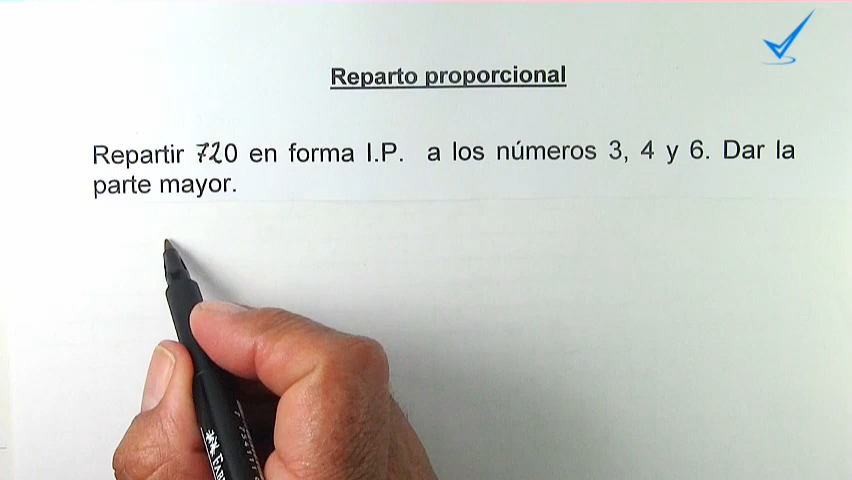 Reparto proporcional
Repartir 720 en forma I.P. a los números 3, 4 y 6. Dar la
parte mayor.